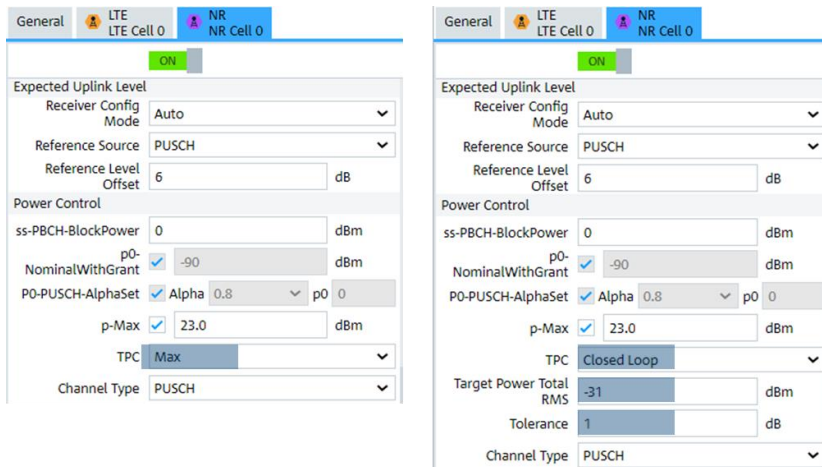 General LTE NR
LTE Cell 0 NR Cell 0
ON
Expected Uplink Level
Receiver Config
Mode Auto
Reference Source PUSCH
Reference Level
Offset 6 dB
Power Control
ss-PBCH-BlockPower 0 dBm
p0-
NominalWithGrant -90 dBm
P0-PUSCH-AlphaSet Alpha 0.8 p0 0
p-Max 23.0 dBm
TPC Max
Channel Type PUSCH
General LTE NR
LTE Cell 0 NR Cell 0
ON
Expected Uplink Level
Receiver Config
Mode Auto
Reference Source PUSCH
Reference Level
Offset 6 dB
Power Control
ss-PBCH-BlockPower 0 dBm
p0-
NominalWithGrant -90 dBm
P0-PUSCH-AlphaSet Alpha 0.8 p0 0
p-Max 23.0 dBm
TPC Closed Loop
Target Power Total
RMS -31 dBm
Tolerance 1 dB
Channel Type PUSCH